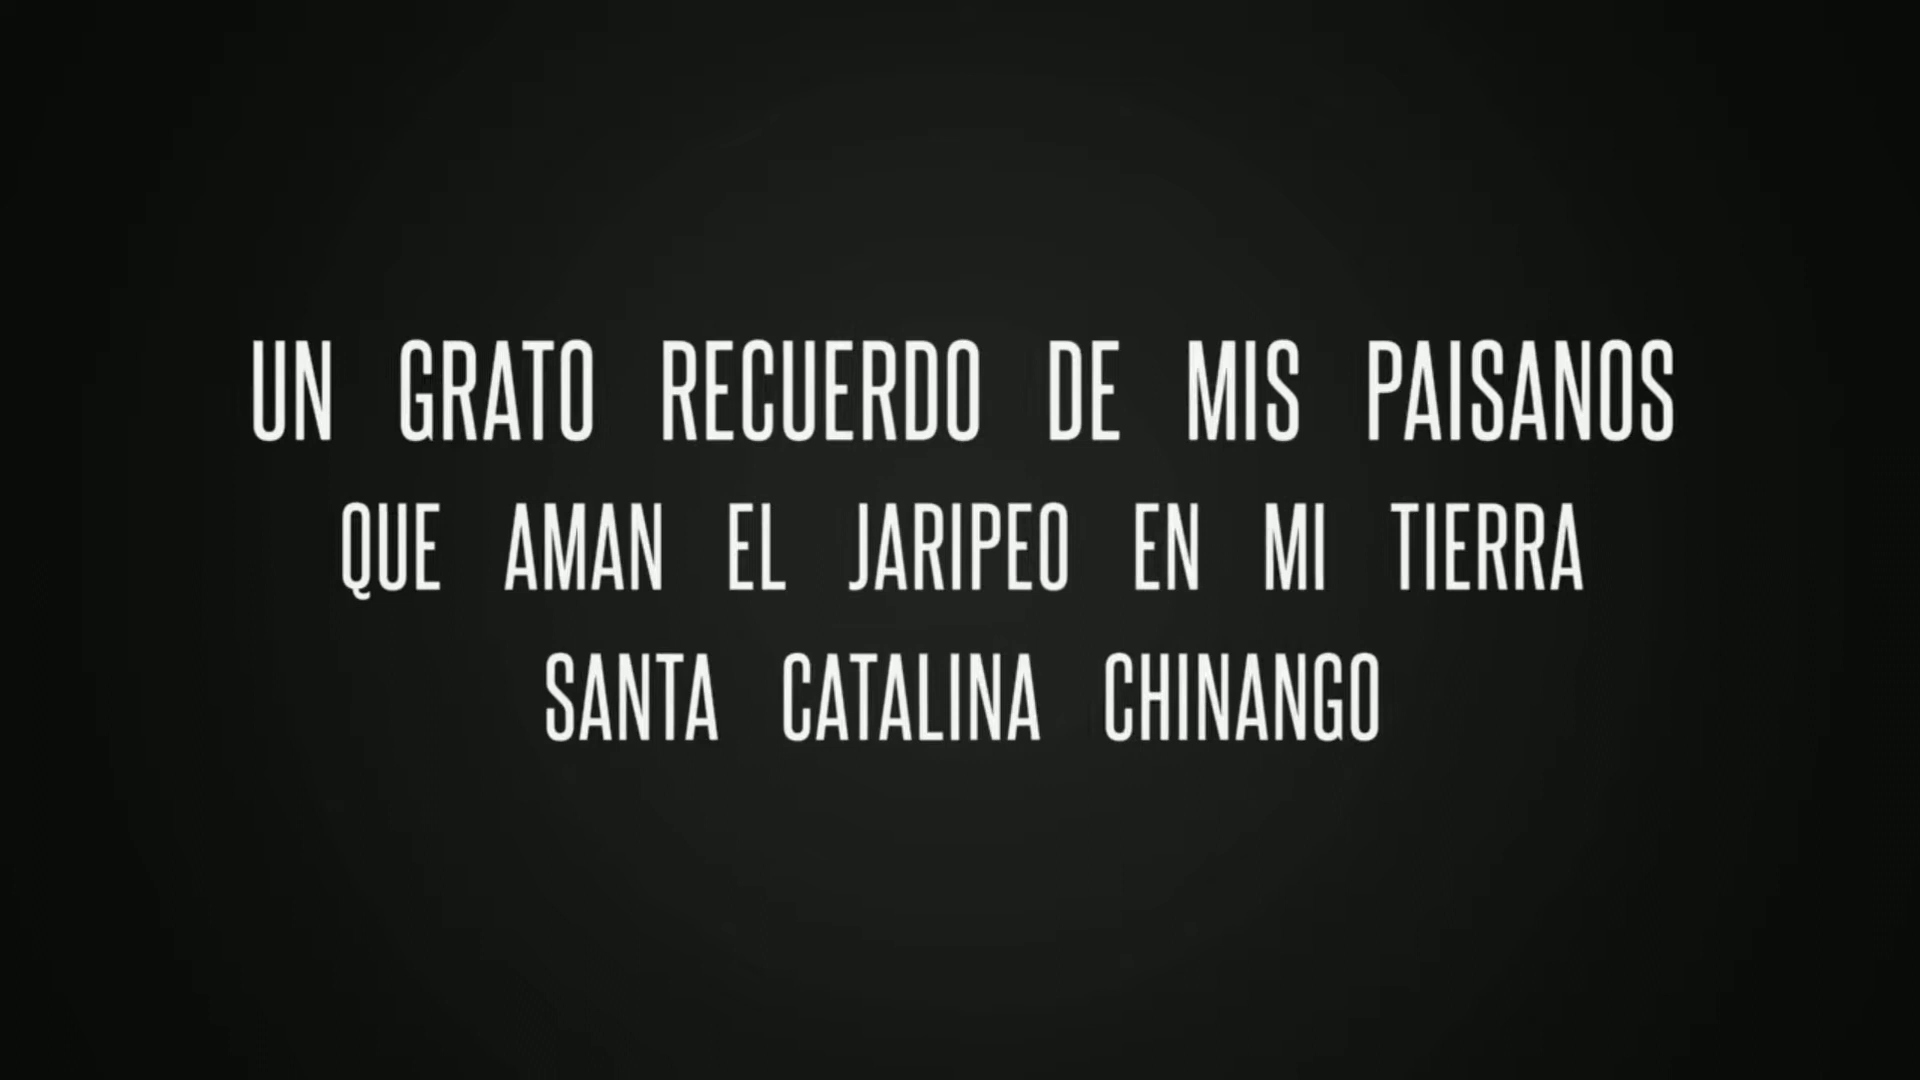 UN GRATO RECUERDO DE MIS PAISANOS
QUE AMAN EL JARIPEO EN MI TIERRA
SANTA CATALINA CHINANGO